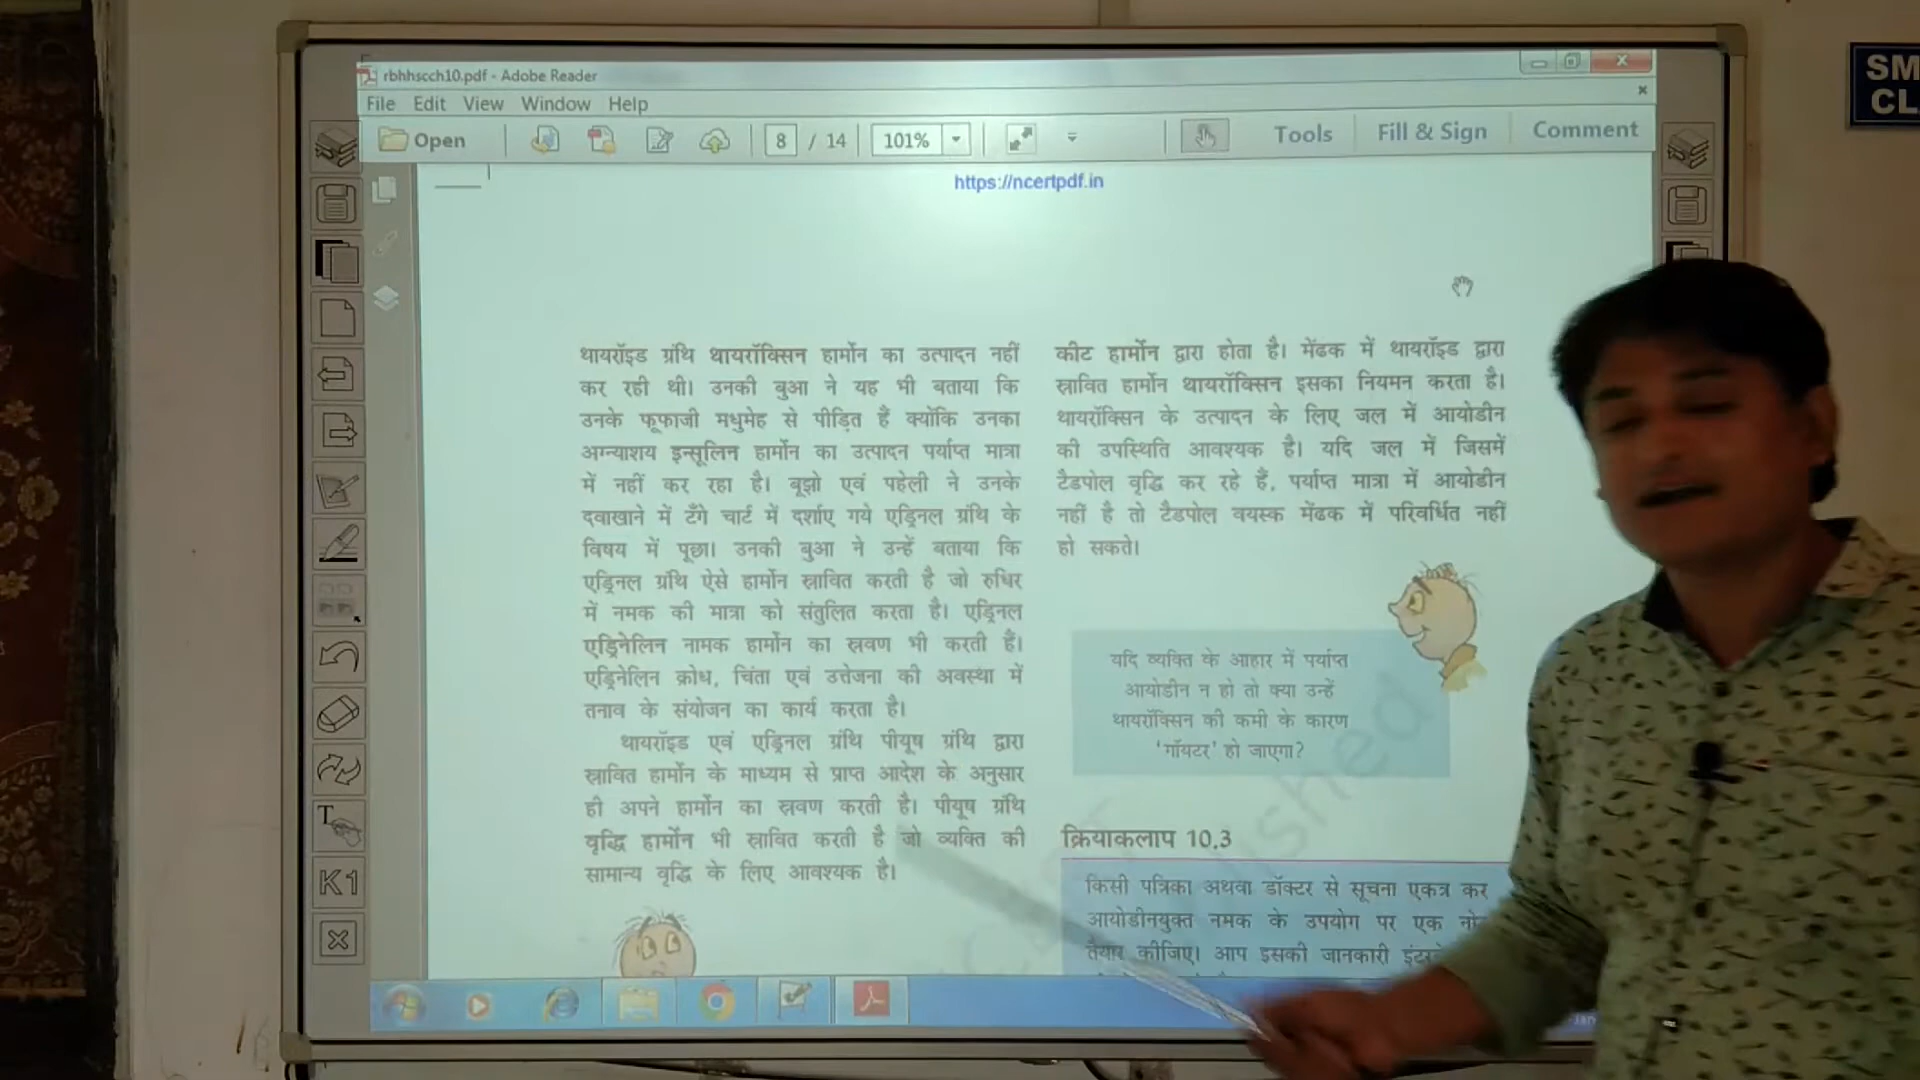 rbhhscch10.pdf - Adobe Reader
File Edit View Window Help
Open 8 / 14 101% Tools Fill & Sign Comment
SM
CL
https://ncertpdf.in
थायरॉइड ग्रंथि थायरॉक्सिन हार्मोन का उत्पादन नहीं
कर रही थी। उनकी बुआ ने यह भी बताया कि
उनके फूफाजी मधुमेह से पीड़ित हैं क्योंकि उनका
अग्न्याशय इन्सूलिन हार्मोन का उत्पादन पर्याप्त मात्रा
में नहीं कर रहा है। बूझो एवं पहेली ने उनके
दवाखाने में टँगे चार्ट में दर्शाए गये एड्रिनल ग्रंथि के
विषय में पूछा। उनकी बुआ ने उन्हें बताया कि
एड्रिनल ग्रंथि ऐसे हार्मोन स्रावित करती है जो रुधिर
में नमक की मात्रा को संतुलित करता है। एड्रिनल
एड्रिनेलिन नामक हार्मोन का स्रवण भी करती हैं।
एड्रिनेलिन क्रोध, चिंता एवं उत्तेजना की अवस्था में
तनाव के संयोजन का कार्य करता है।
थायरॉइड एवं एड्रिनल ग्रंथि पीयूष ग्रंथि द्वारा
स्रावित हार्मोन के माध्यम से प्राप्त आदेश के अनुसार
ही अपने हार्मोन का स्रवण करती है। पीयूष ग्रंथि
वृद्धि हार्मोन भी स्रावित करती है जो व्यक्ति की
सामान्य वृद्धि के लिए आवश्यक है।
कीट हार्मोन द्वारा होता है। मेंढक में थायरॉइड द्वारा
स्रावित हार्मोन थायरॉक्सिन इसका नियमन करता है।
थायरॉक्सिन के उत्पादन के लिए जल में आयोडीन
की उपस्थिति आवश्यक है। यदि जल में जिसमें
टैडपोल वृद्धि कर रहे हैं, पर्याप्त मात्रा में आयोडीन
नहीं है तो टैडपोल वयस्क मेंढक में परिवर्धित नहीं
हो सकते।
यदि व्यक्ति के आहार में पर्याप्त
आयोडीन न हो तो क्या उन्हें
थायरॉक्सिन की कमी के कारण
'गॉयटर' हो जाएगा?
क्रियाकलाप 10.3
किसी पत्रिका अथवा डॉक्टर से सूचना एकत्र कर
आयोडीनयुक्त नमक के उपयोग पर एक
तैयार कीजिए। आप इसकी जानकारी
K1